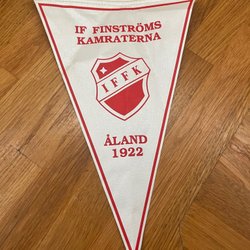 IF FINSTRÖMS
KAMRATERNA
IFFK
ÅLAND
1922